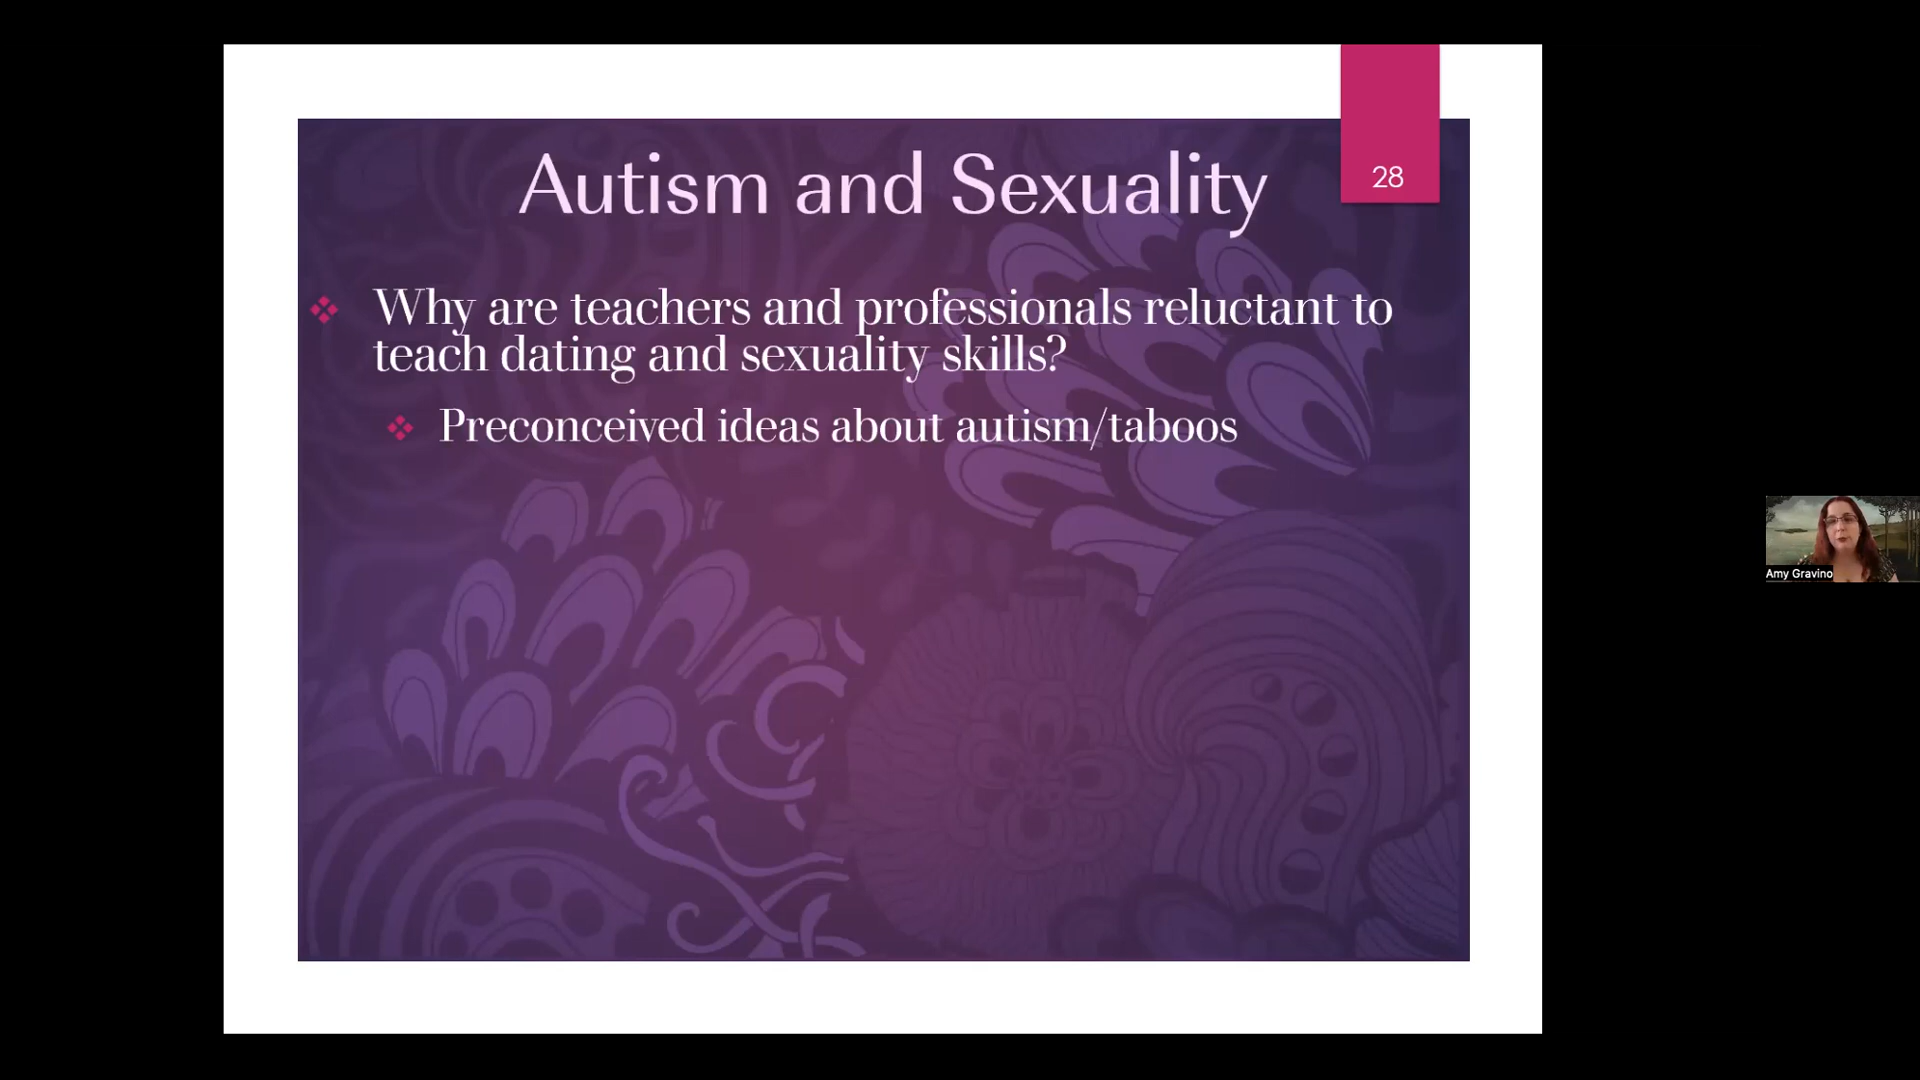 28
Autism and Sexuality
Why are teachers and professionals reluctant to
teach dating and sexuality skills?
Preconceived ideas about autism/taboos
Amy Gravino